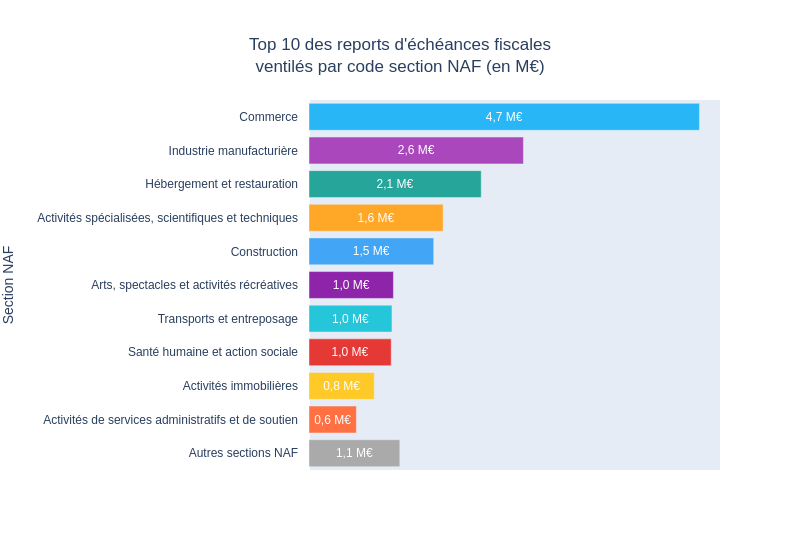 Top 10 des reports d'échéances fiscales
ventilés par code section NAF (en M€)
Section NAF
Commerce 4,7 M€
Industrie manufacturière 2,6 M€
Hébergement et restauration 2,1 M€
Activités spécialisées, scientifiques et techniques 1,6 M€
Construction 1,5 M€
Arts, spectacles et activités récréatives 1,0 M€
Transports et entreposage 1,0 M€
Santé humaine et action sociale 1,0 M€
Activités immobilières 0,8 M€
Activités de services administratifs et de soutien 0,6 M€
Autres sections NAF 1,1 M€